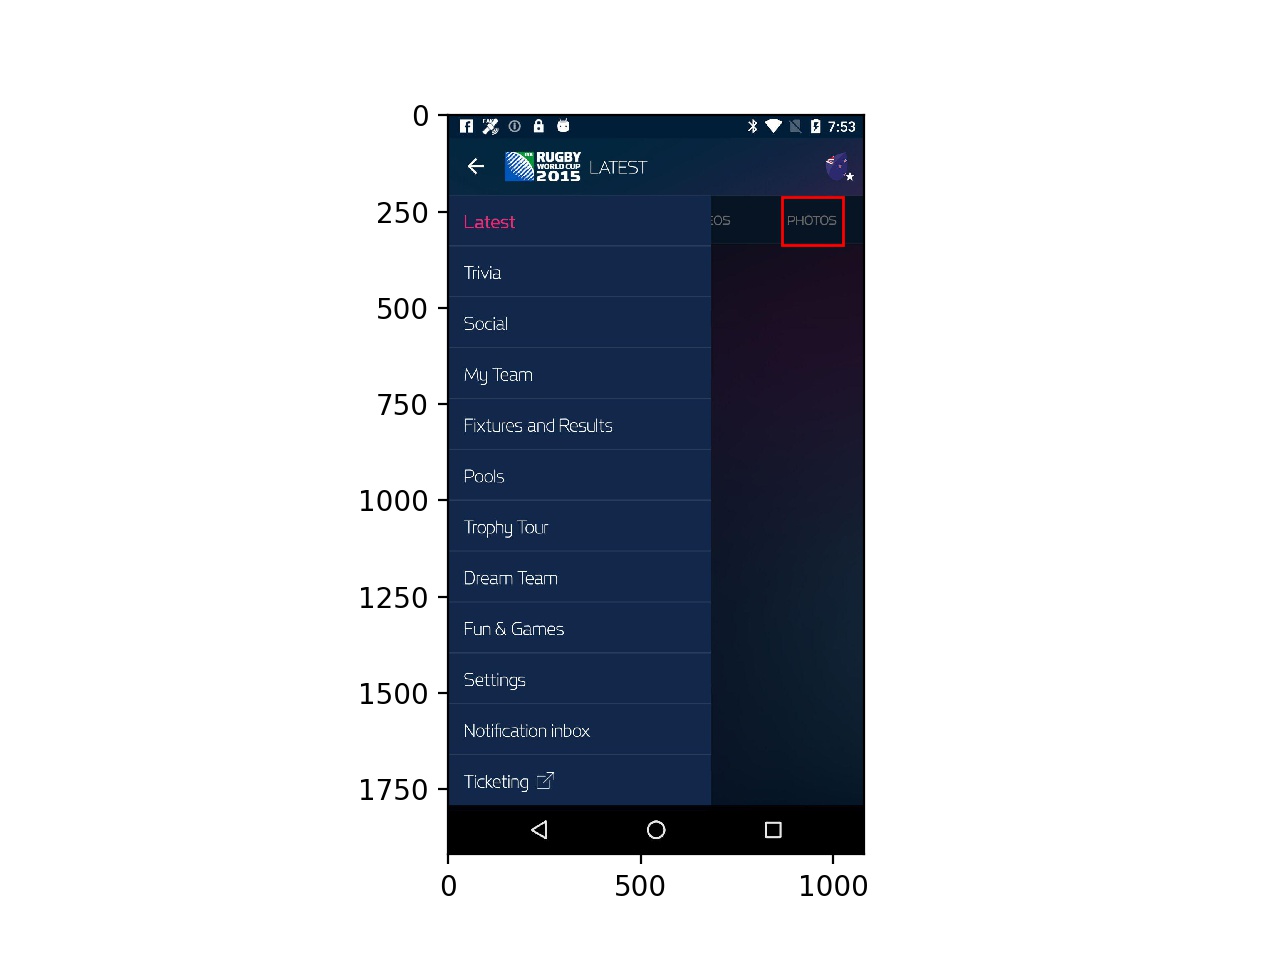 0
250
500
750
1000
1250
1500
1750
7:53
RUGBY
WORLD CUP
2015
LATEST
Latest
PHOTOS
Trivia
Social
My Team
Fixtures and Results
Pools
Trophy Tour
Dream Team
Fun & Games
Settings
Notification inbox
Ticketing
0 500 1000